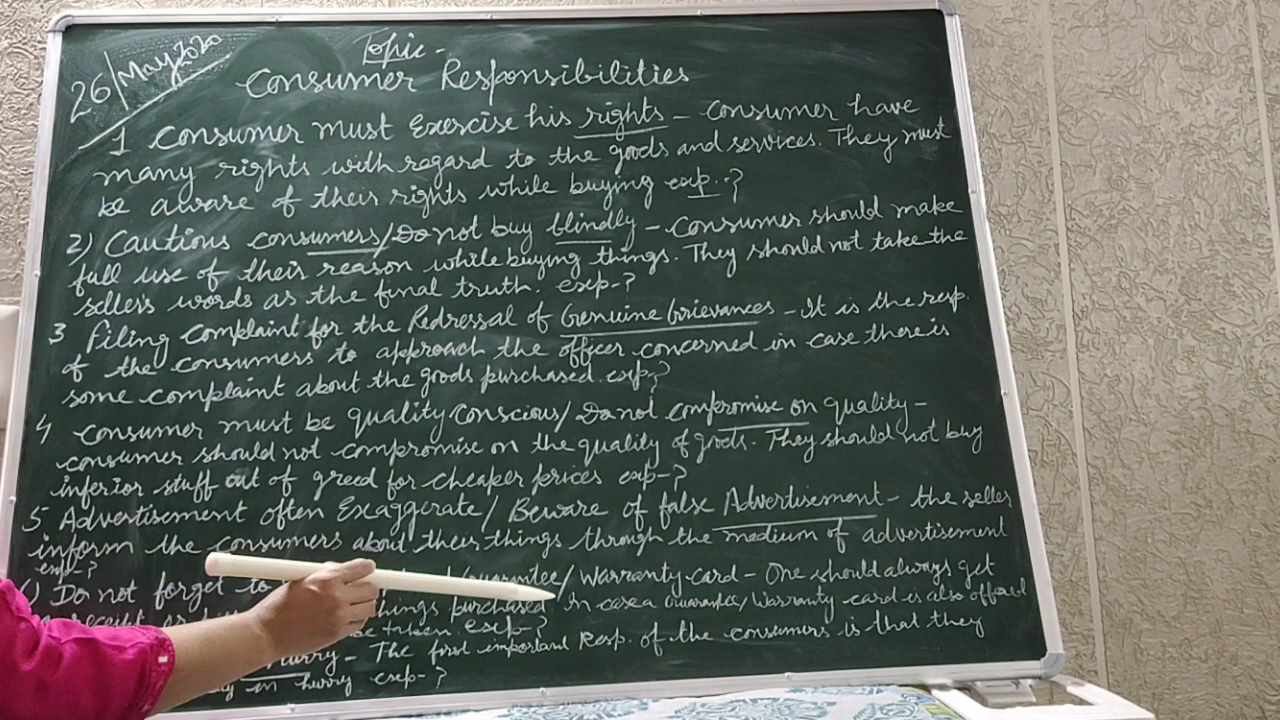 26/May2020
Topic-
Consumer Responsibilities
1 Consumer must Exercise his rights - consumer have
many rights with regard to the goods and services. They must
be aware of their rights while buying exp..?
2) Cautious consumers/Do not buy blindly - Consumer should make
full use of their reason while buying things. They should not take the
sellers words as the final truth. exp-?
3 Filing Complaint for the Redressal of Genuine Grievances - It is the resp.
of the consumers to approach the officer concerned in case there is
some complaint about the goods purchased. exp-?
4 Consumer must be quality conscious/ Do not compromise on quality-
consumer should not compromise on the quality of goods. They should not buy
inferior stuff out of greed for cheaper prices exp-?
5 Advertisement often Exaggerate/ Beware of false Advertisement - the seller
inform the consumers about their things through the medium of advertisement
exp-?
) Do not forget to Guarantee/ Warranty card - One should always get
a receipt things purchased In case a Guarantee/ Warranty card is also offered
be taken. exp-?
Hurry - The first important Resp. of the consumers is that they
in hurry exp-?